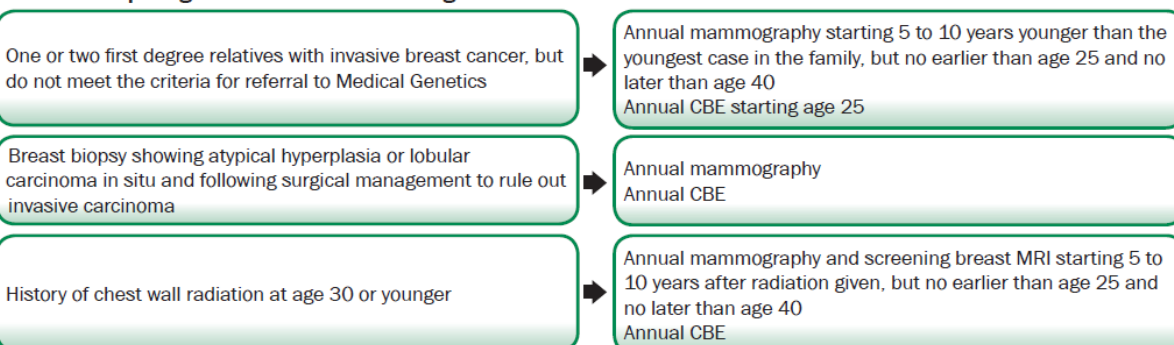 One or two first degree relatives with invasive breast cancer, but
do not meet the criteria for referral to Medical Genetics
Annual mammography starting 5 to 10 years younger than the
youngest case in the family, but no earlier than age 25 and no
later than age 40
Annual CBE starting age 25
Breast biopsy showing atypical hyperplasia or lobular
carcinoma in situ and following surgical management to rule out
invasive carcinoma
Annual mammography
Annual CBE
History of chest wall radiation at age 30 or younger
Annual mammography and screening breast MRI starting 5 to
10 years after radiation given, but no earlier than age 25 and
no later than age 40
Annual CBE